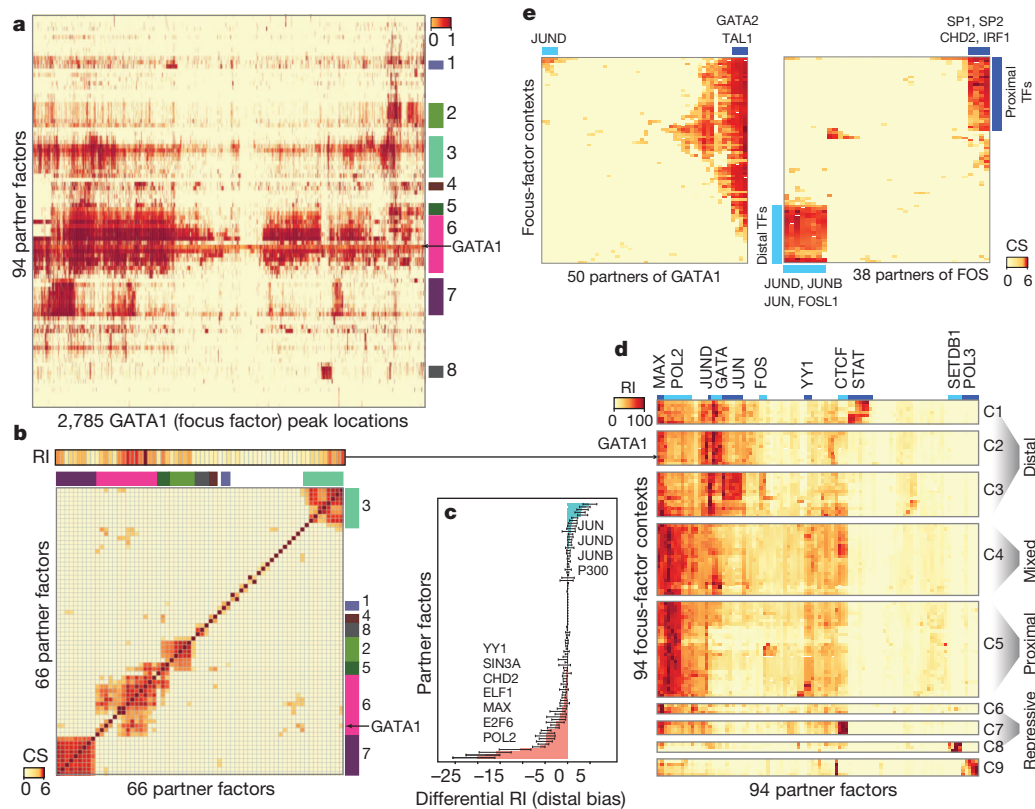 a
0 1
94 partner factors
1
2
3
4
5
6
GATA1
7
8
2,785 GATA1 (focus factor) peak locations
b
RI
66 partner factors
3
1
4
8
2
5
6
GATA1
7
CS
0 6
66 partner factors
c
Partner factors
JUN
JUND
JUNB
P300
YY1
SIN3A
CHD2
ELF1
MAX
E2F6
POL2
−25 −15 −5 0 5
Differential RI (distal bias)
e
JUND
GATA2
TAL1
SP1, SP2
CHD2, IRF1
Focus-factor contexts
Proximal
TFs
Distal TFs
50 partners of GATA1
38 partners of FOS
JUND, JUNB
JUN, FOSL1
CS
0 6
d
RI
0 100
MAX
POL2
JUND
GATA
JUN
FOS
YY1
CTCF
STAT
SETDB1
POL3
GATA1
94 focus-factor contexts
C1
C2
C3
C4
C5
C6
C7
C8
C9
Distal
Mixed
Proximal
Repressive
94 partner factors